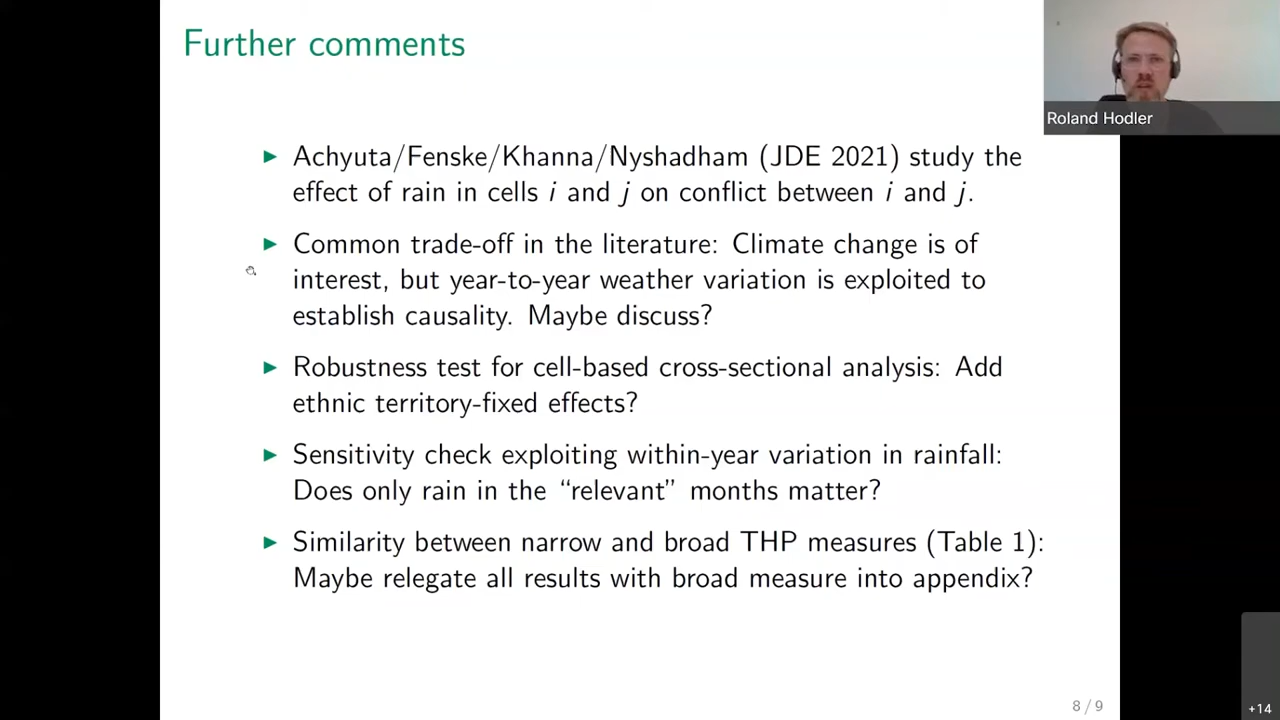 Further comments
Roland Hodler
▶ Achyuta/Fenske/Khanna/Nyshadham (JDE 2021) study the
effect of rain in cells i and j on conflict between i and j.
▶ Common trade-off in the literature: Climate change is of
interest, but year-to-year weather variation is exploited to
establish causality. Maybe discuss?
▶ Robustness test for cell-based cross-sectional analysis: Add
ethnic territory-fixed effects?
▶ Sensitivity check exploiting within-year variation in rainfall:
Does only rain in the “relevant” months matter?
▶ Similarity between narrow and broad THP measures (Table 1):
Maybe relegate all results with broad measure into appendix?
8 / 9
+14